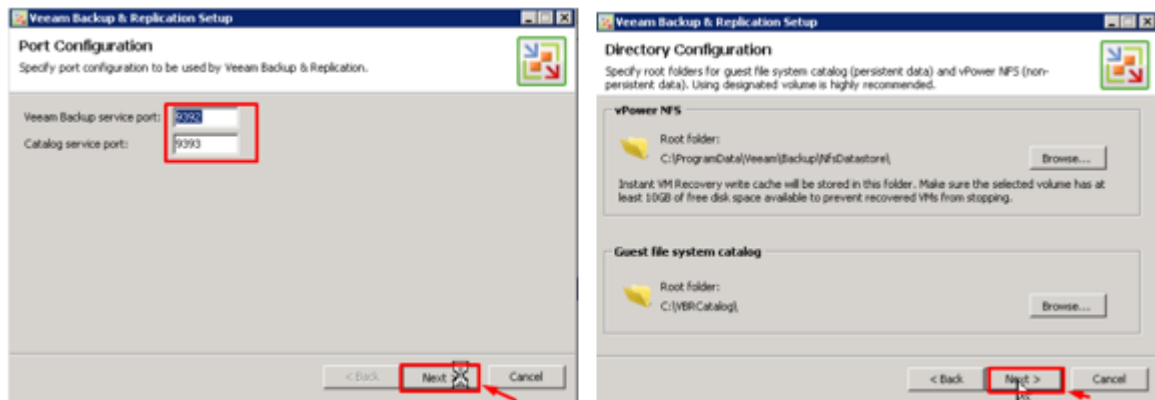 Veeam Backup & Replication Setup
Port Configuration
Specify port configuration to be used by Veeam Backup & Replication.
Veeam Backup service port: 9392
Catalog service port: 9393
< Back Next > Cancel
Veeam Backup & Replication Setup
Directory Configuration
Specify root folders for guest file system catalog (persistent data) and vPower NFS (non-
persistent data). Using designated volume is highly recommended.
vPower NFS
Root folder:
C:\ProgramData\Veeam\Backup\NfsDatastore\
Browse...
Instant VM Recovery write cache will be stored in this folder. Make sure the selected volume has at
least 10GB of free disk space available to prevent recovered VMs from stopping.
Guest file system catalog
Root folder:
C:\VBRCatalog\
Browse...
< Back Next > Cancel